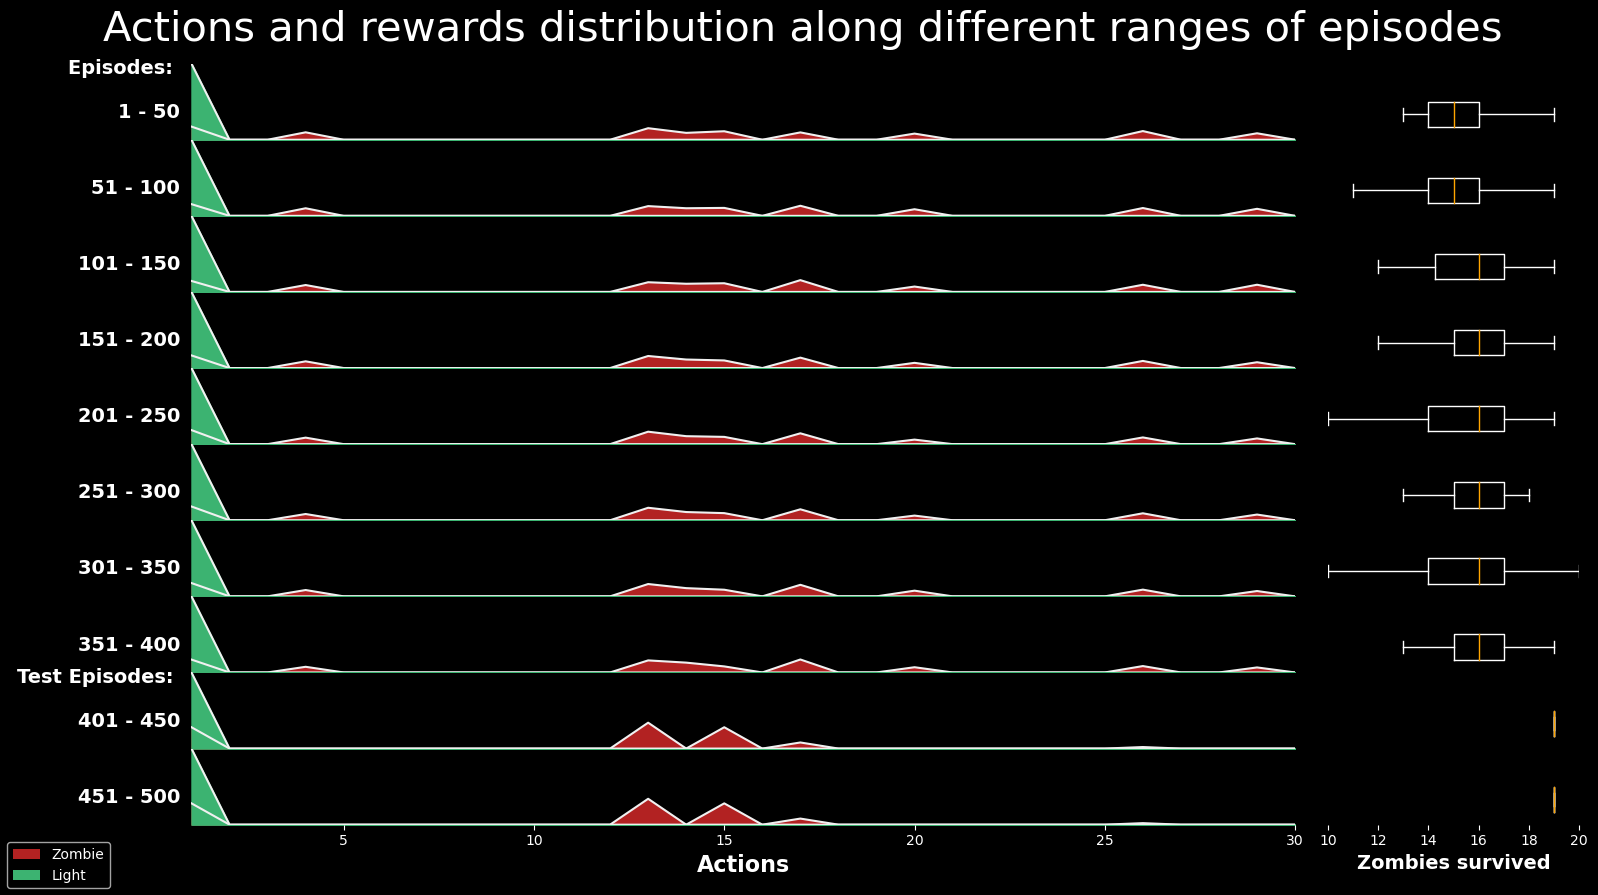 Actions and rewards distribution along different ranges of episodes
Episodes:
1 - 50
51 - 100
101 - 150
151 - 200
201 - 250
251 - 300
301 - 350
351 - 400
Test Episodes:
401 - 450
451 - 500
5 10 15 20 25 30
10 12 14 16 18 20
Actions
Zombies survived
Zombie
Light